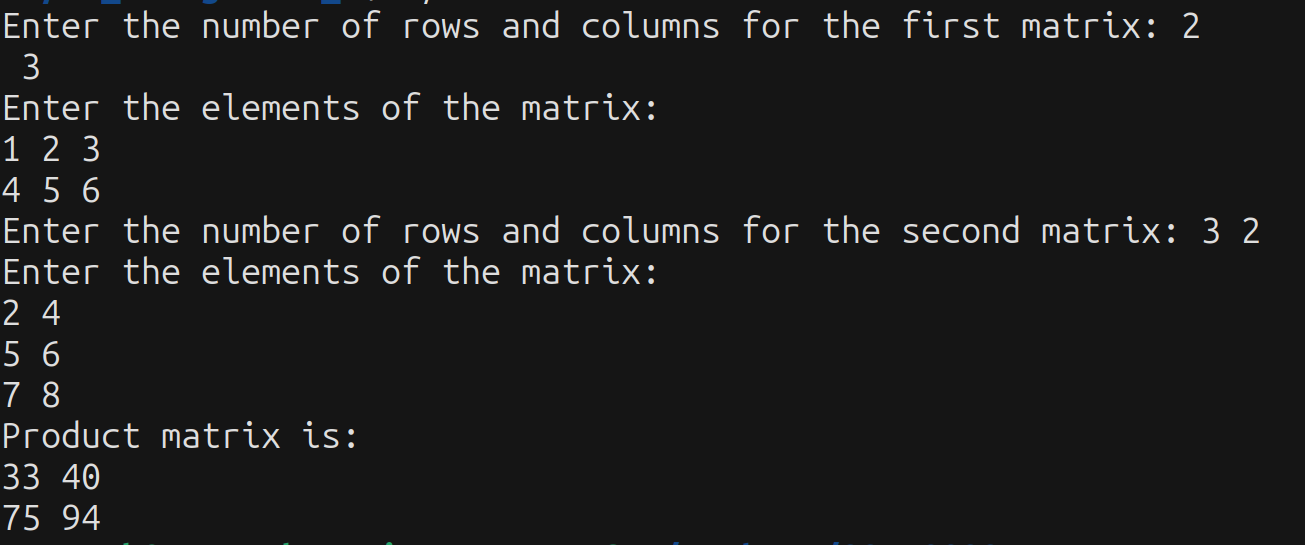 Enter the number of rows and columns for the first matrix: 2
 3
Enter the elements of the matrix:
1 2 3
4 5 6
Enter the number of rows and columns for the second matrix: 3 2
Enter the elements of the matrix:
2 4
5 6
7 8
Product matrix is:
33 40
75 94